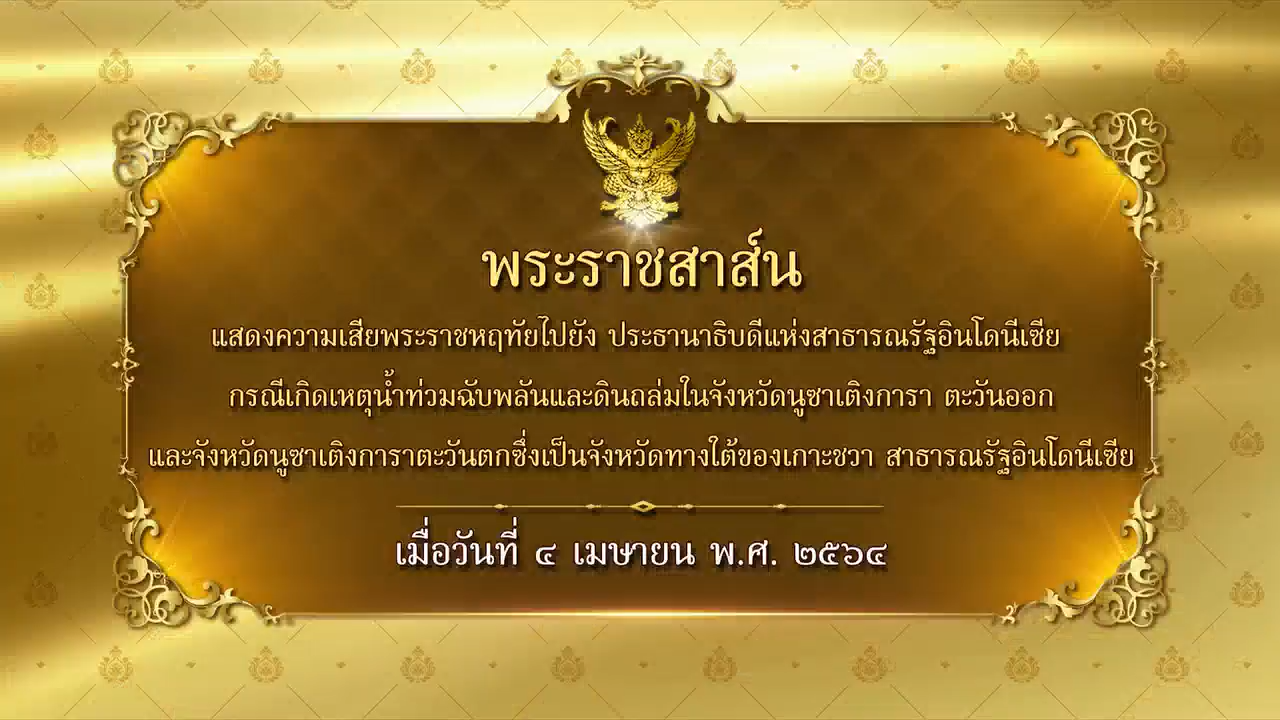 พระราชสาส์น
แสดงความเสียพระราชหฤทัยไปยัง ประธานาธิบดีแห่งสาธารณรัฐอินโดนีเซีย
กรณีเกิดเหตุน้ำท่วมฉับพลันและดินถล่มในจังหวัดนูซาเติงการา ตะวันออก
และจังหวัดนูซาเติงการาตะวันตกซึ่งเป็นจังหวัดทางใต้ของเกาะชวา สาธารณรัฐอินโดนีเซีย
เมื่อวันที่ ๔ เมษายน พ.ศ. ๒๕๖๔